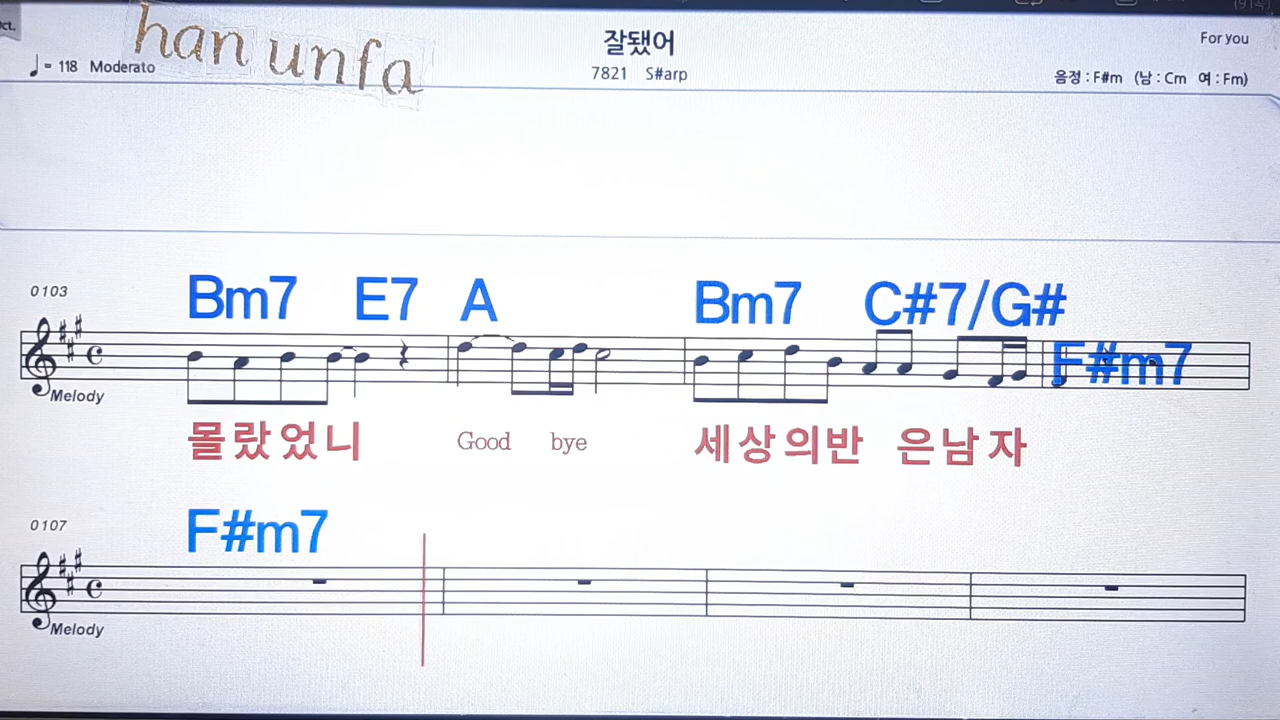 ct.
han unfa
잘됐어
For you
♩= 118 Moderato
7821 S#arp
음정 : F#m (남 : Cm 여 : Fm)
0103
Bm7 E7 A Bm7 C#7/G#
F#m7
Melody
몰랐었니 Good bye 세상의반 은남자
0107
F#m7
Melody